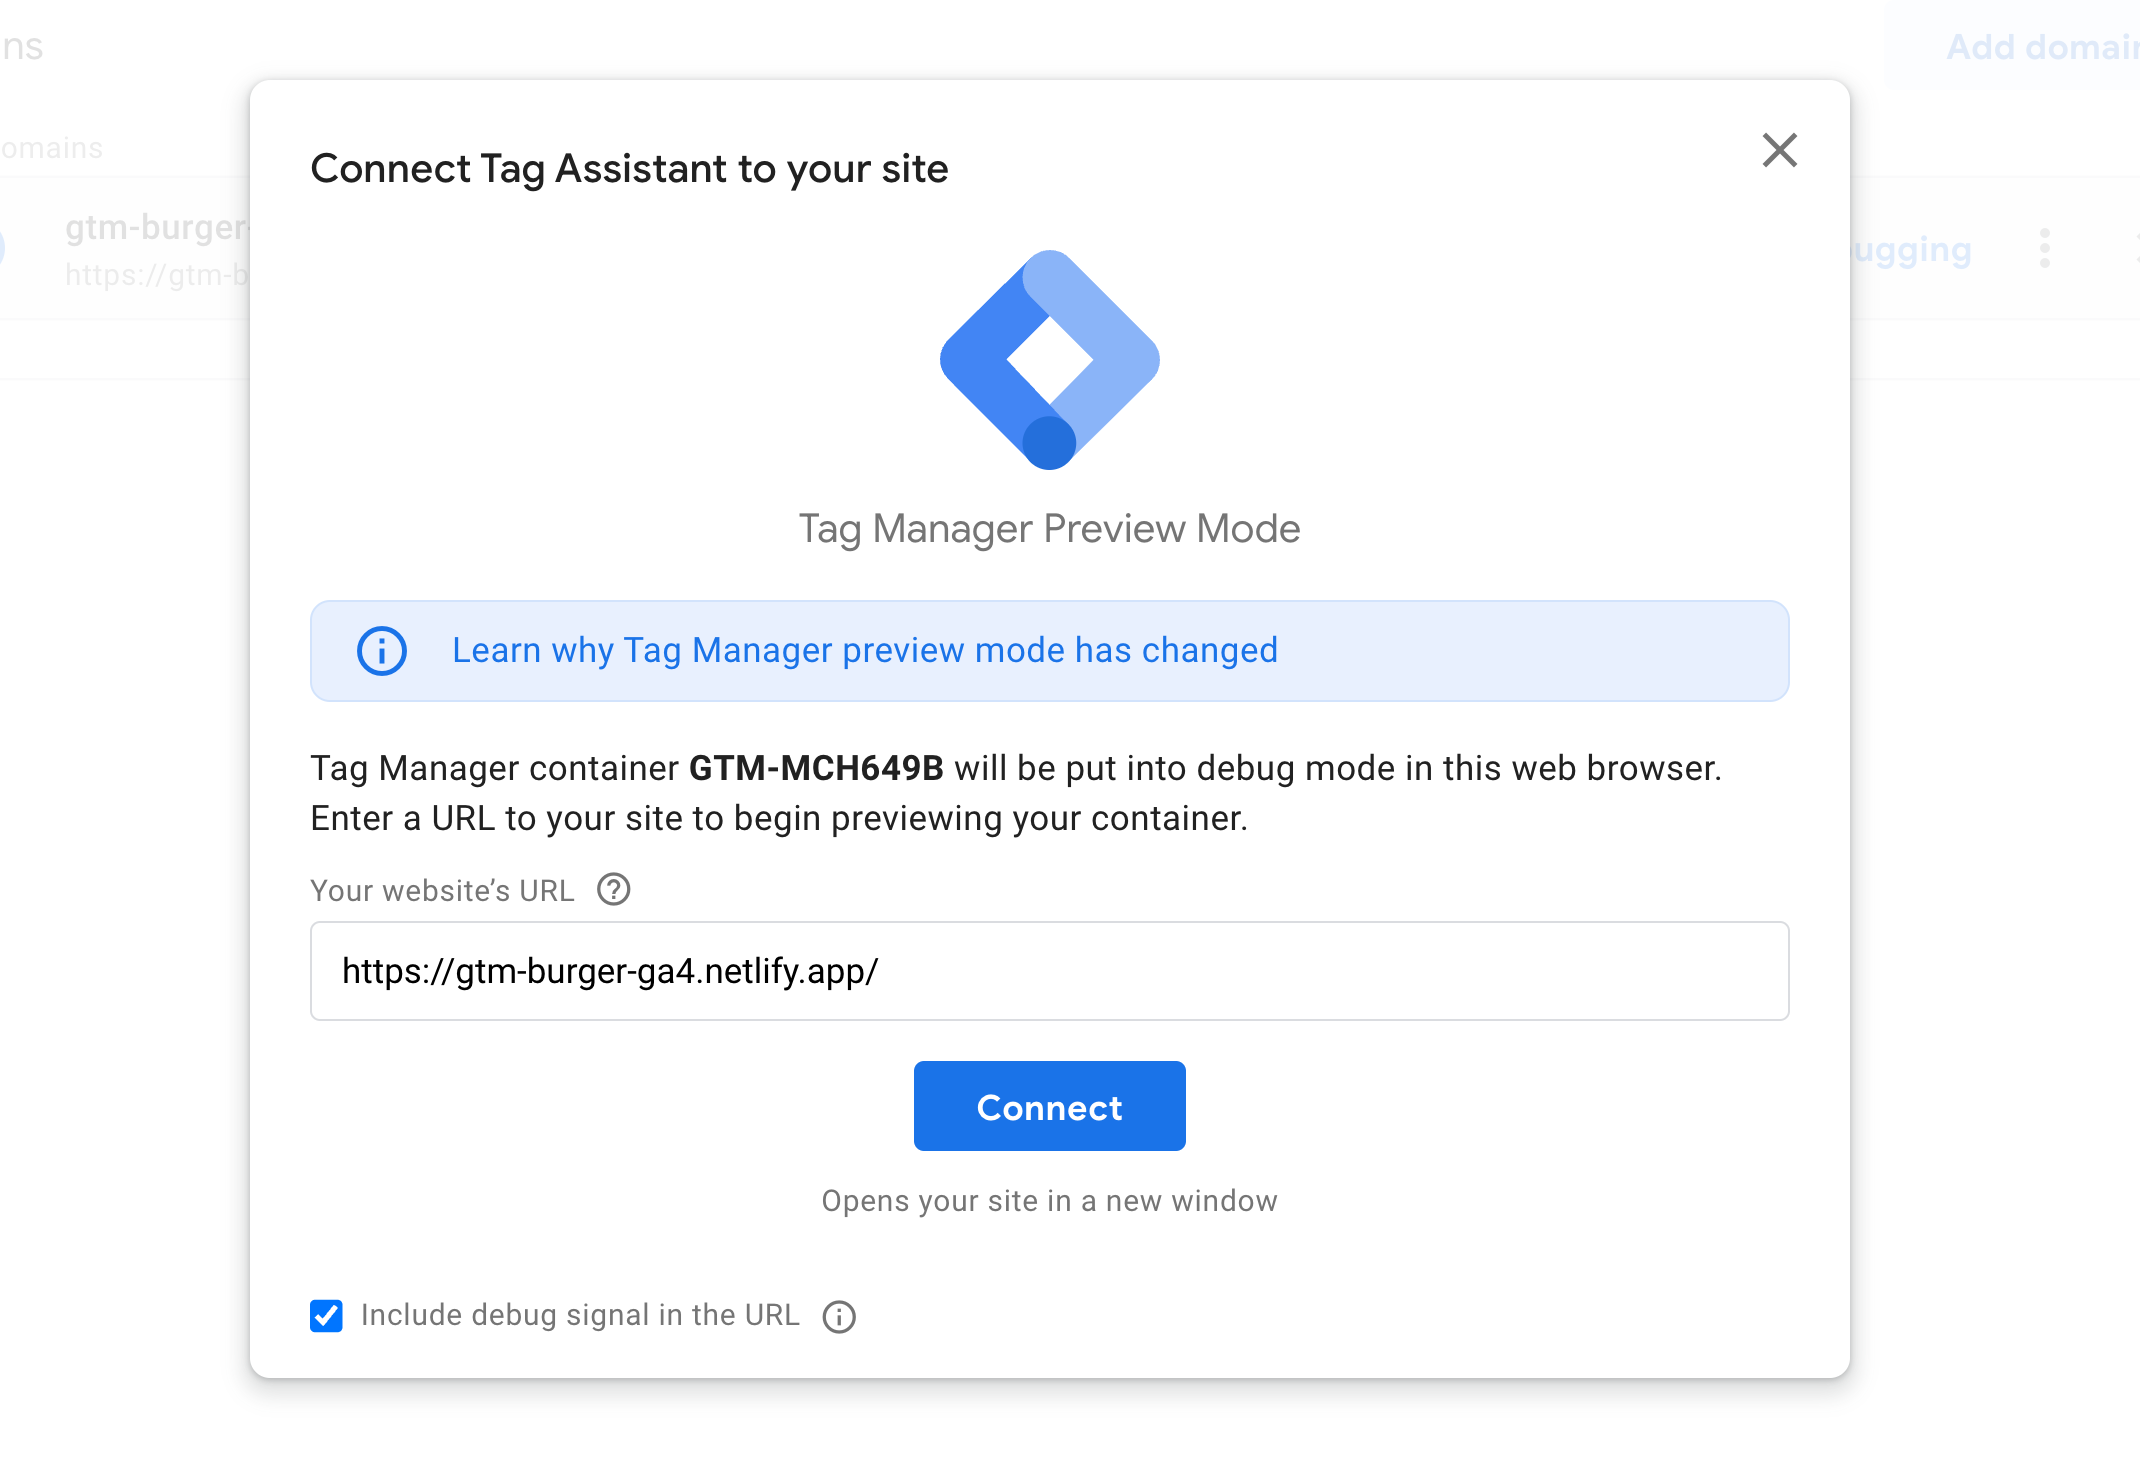 ns
Add domain
omains
gtm-burger-
https://gtm-b
ugging
Connect Tag Assistant to your site
Tag Manager Preview Mode
Learn why Tag Manager preview mode has changed
Tag Manager container GTM-MCH649B will be put into debug mode in this web browser.
Enter a URL to your site to begin previewing your container.
Your website’s URL
https://gtm-burger-ga4.netlify.app/
Connect
Opens your site in a new window
Include debug signal in the URL